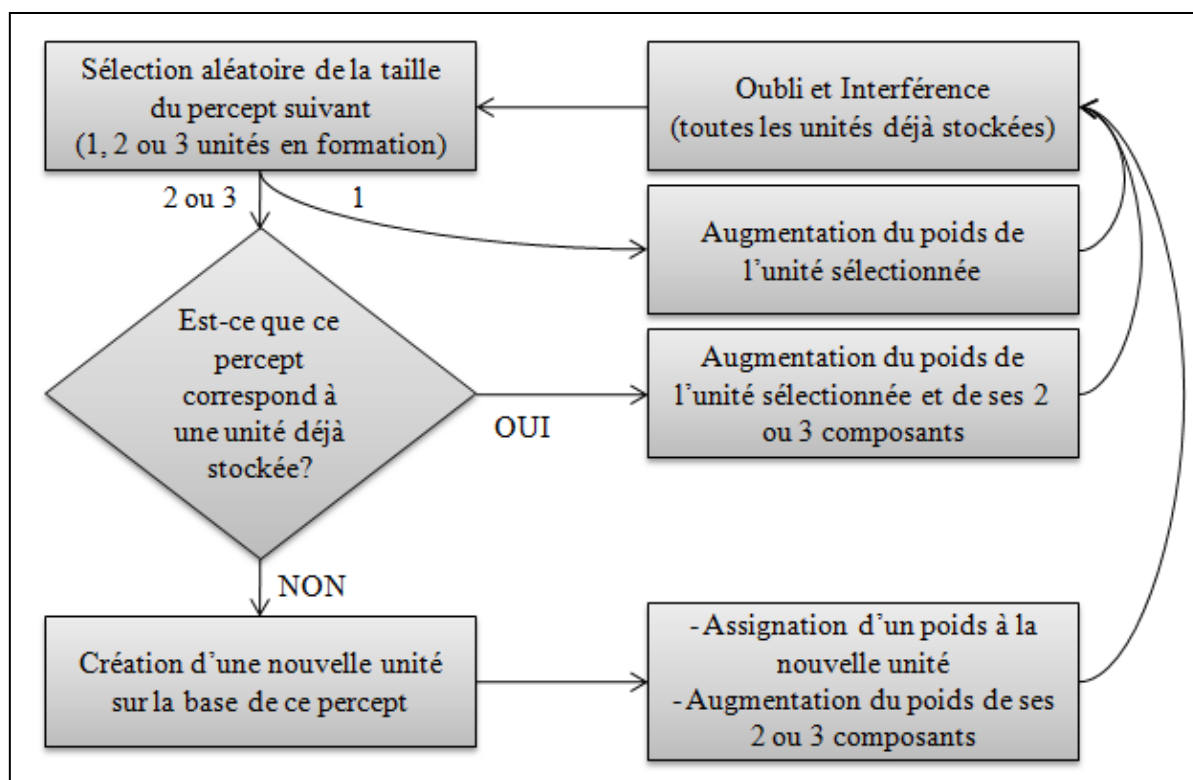 Sélection aléatoire de la taille
du percept suivant
(1, 2 ou 3 unités en formation)
Oubli et Interférence
(toutes les unités déjà stockées)
2 ou 3
1
Augmentation du poids de
l’unité sélectionnée
Est-ce que ce
percept
correspond à
une unité déjà
stockée?
OUI
Augmentation du poids de
l’unité sélectionnée et de ses 2
ou 3 composants
NON
Création d’une nouvelle unité
sur la base de ce percept
- Assignation d’un poids à la
nouvelle unité
- Augmentation du poids de ses
2 ou 3 composants